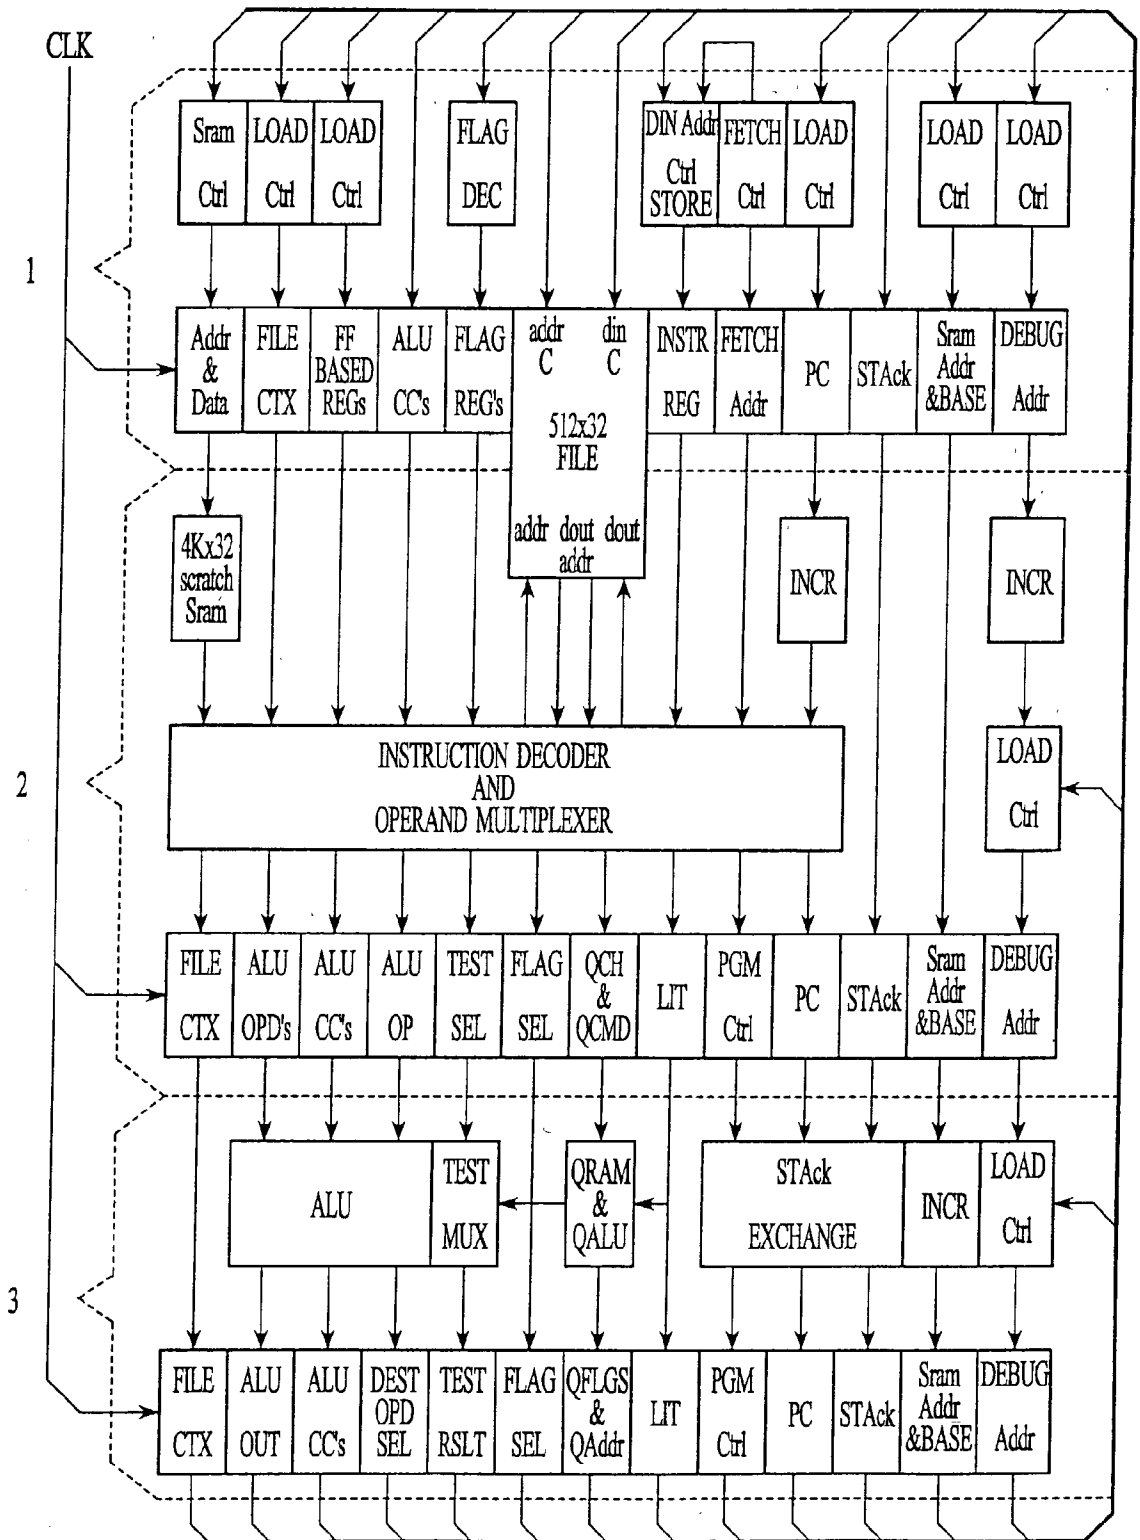 CLK
Sram
Ctrl
LOAD
Ctrl
LOAD
Ctrl
FLAG
DEC
DIN Addr
Ctrl
STORE
FETCH
Ctrl
LOAD
Ctrl
LOAD
Ctrl
LOAD
Ctrl
1
Addr
&
Data
FILE
CTX
FF
BASED
REGs
ALU
CC's
FLAG
REG's
addr
C
din
C
512x32
FILE
addr dout dout
addr
INSTR
REG
FETCH
Addr
PC
STAck
Sram
Addr
&BASE
DEBUG
Addr
4Kx32
scratch
Sram
INCR
INCR
2
INSTRUCTION DECODER
AND
OPERAND MULTIPLEXER
LOAD
Ctrl
FILE
CTX
ALU
OPD's
ALU
CC's
ALU
OP
TEST
SEL
FLAG
SEL
QCH
&
QCMD
LIT
PGM
Ctrl
PC
STAck
Sram
Addr
&BASE
DEBUG
Addr
3
ALU
TEST
MUX
QRAM
&
QALU
STAck
EXCHANGE
INCR
LOAD
Ctrl
FILE
CTX
ALU
OUT
ALU
CC's
DEST
OPD
SEL
TEST
RSLT
FLAG
SEL
QFLGS
&
QAddr
LIT
PGM
Ctrl
PC
STAck
Sram
Addr
&BASE
DEBUG
Addr